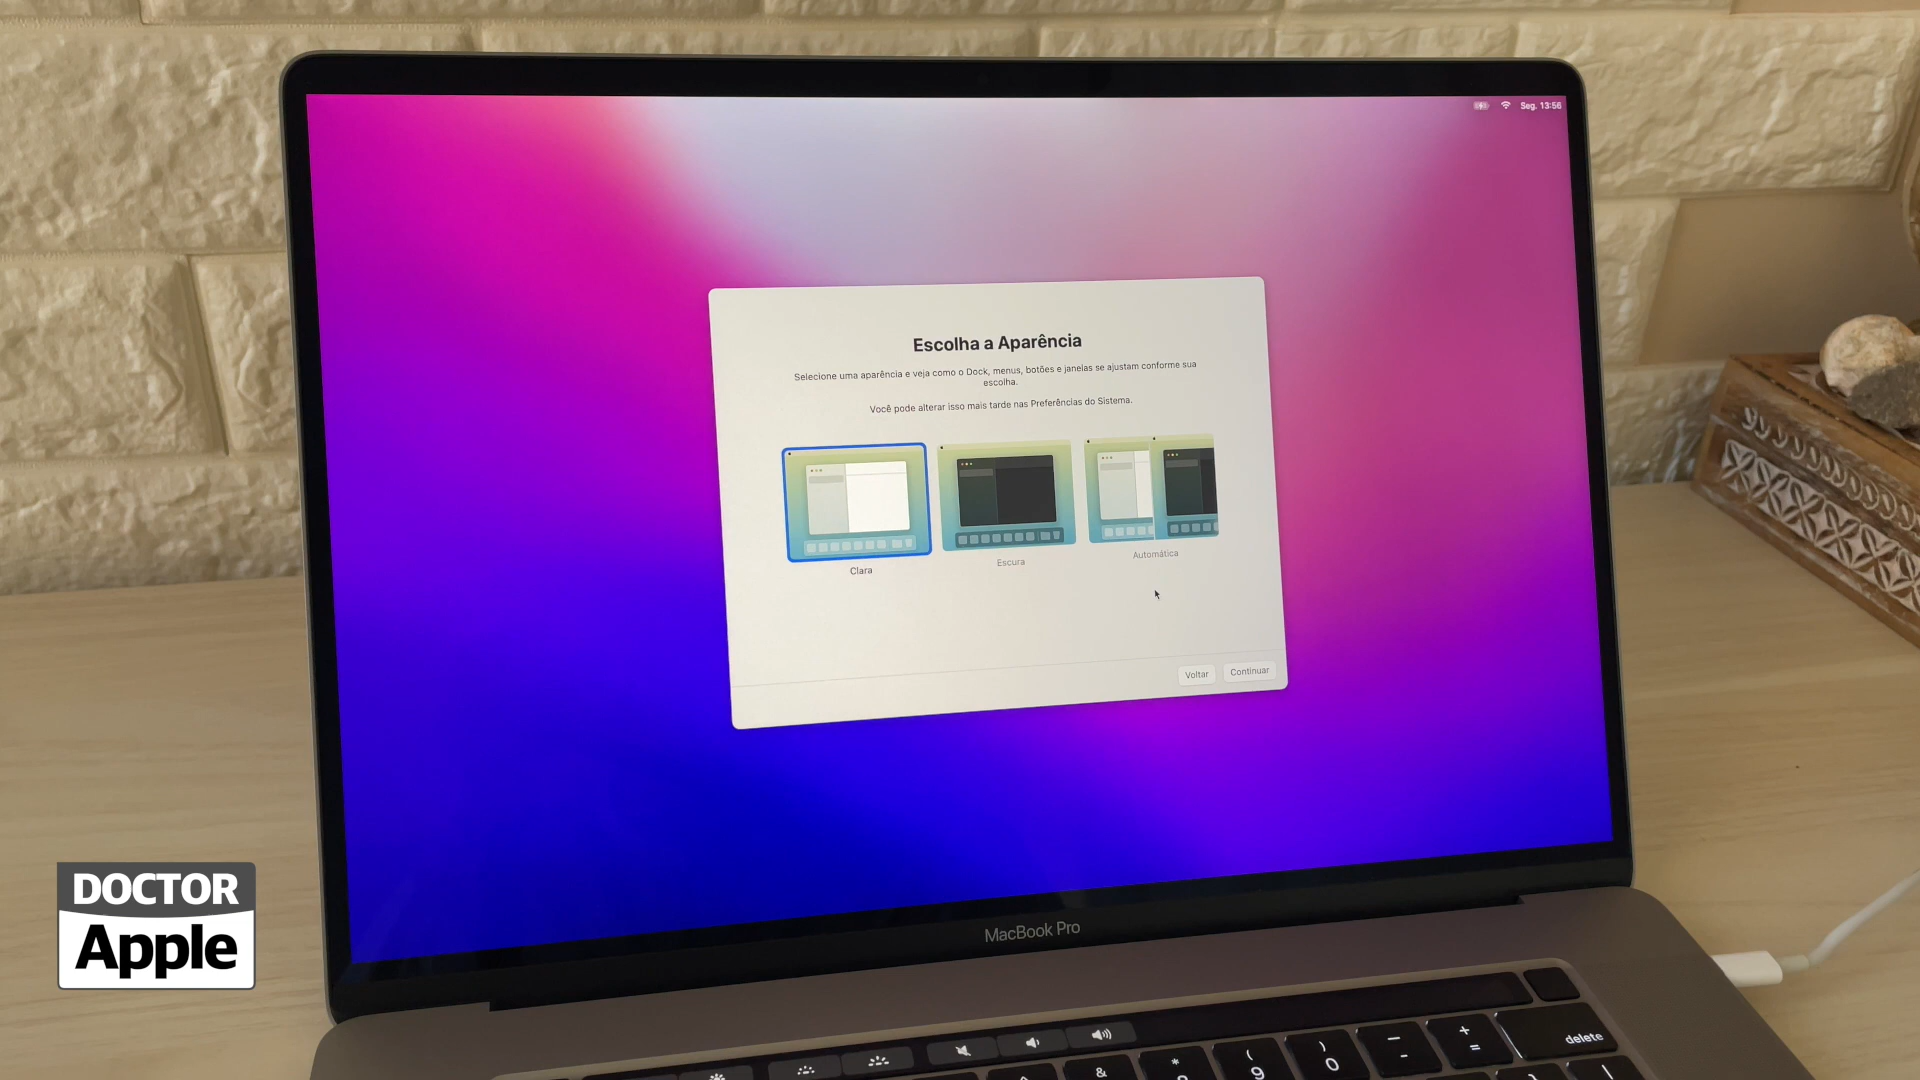 Seg. 13:56
Escolha a Aparência
Selecione uma aparência e veja como o Dock, menus, botões e janelas se ajustam conforme sua
escolha.
Você pode alterar isso mais tarde nas Preferências do Sistema.
Clara
Escura
Automática
Voltar
Continuar
DOCTOR
Apple
MacBook Pro
&
*
(
9
)
0
–
-
+
=
delete